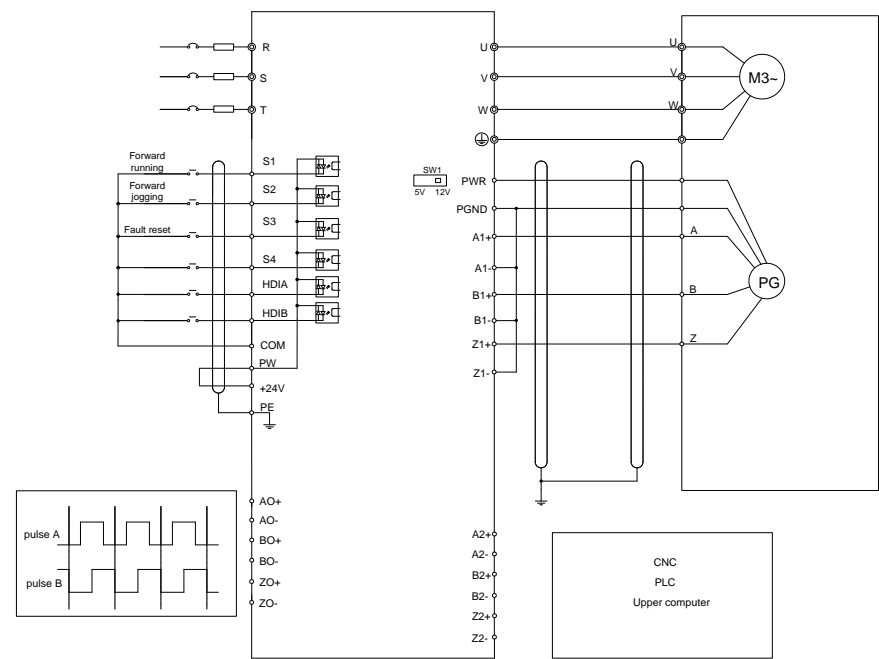 R
S
T
Forward
running
Forward
jogging
Fault reset
S1
S2
S3
S4
HDIA
HDIB
COM
PW
+24V
PE
SW1
5V 12V
U
V
W
PWR
PGND
A1+
A1-
B1+
B1-
Z1+
Z1-
U
V
W
M3~
A
B
Z
PG
pulse A
pulse B
AO+
AO-
BO+
BO-
ZO+
ZO-
A2+
A2-
B2+
B2-
Z2+
Z2-
CNC
PLC
Upper computer